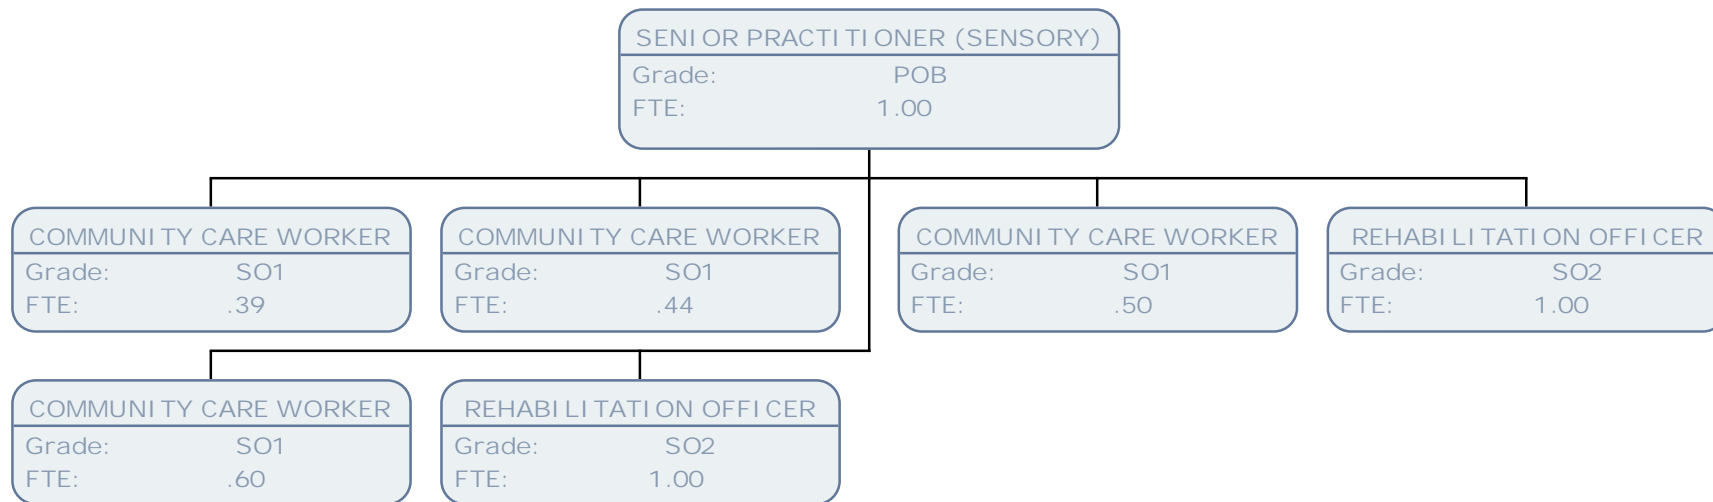 SENIOR PRACTITIONER (SENSORY)
Grade: POB
FTE: 1.00
COMMUNITY CARE WORKER
Grade: SO1
FTE: .39
COMMUNITY CARE WORKER
Grade: SO1
FTE: .44
COMMUNITY CARE WORKER
Grade: SO1
FTE: .50
REHABILITATION OFFICER
Grade: SO2
FTE: 1.00
COMMUNITY CARE WORKER
Grade: SO1
FTE: .60
REHABILITATION OFFICER
Grade: SO2
FTE: 1.00